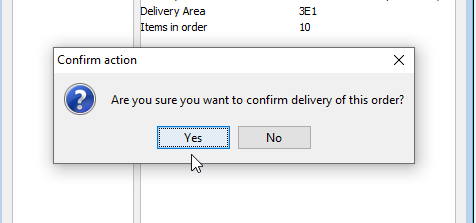 Delivery Area 3E1
Items in order 10
Confirm action
Are you sure you want to confirm delivery of this order?
Yes No